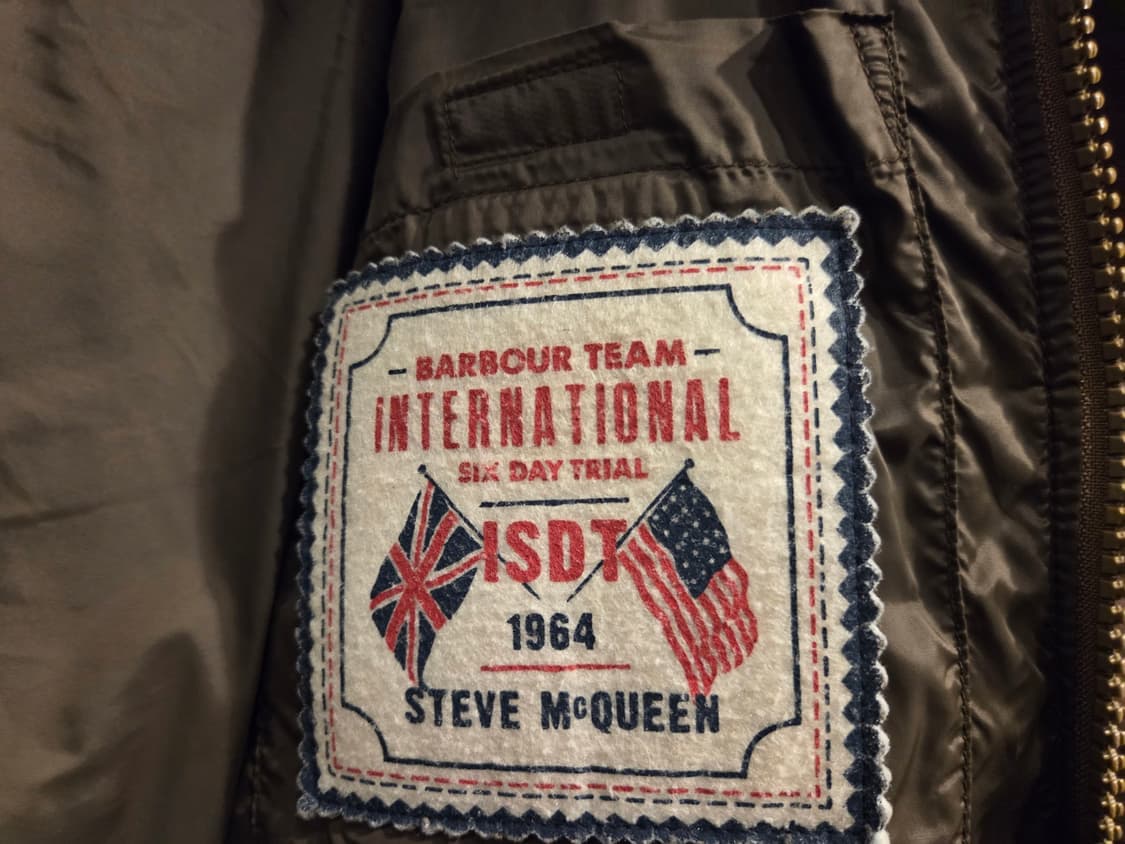 BARBOUR TEAM
INTERNATIONAL
SIX DAY TRIAL
ISDT
1964
STEVE McQUEEN